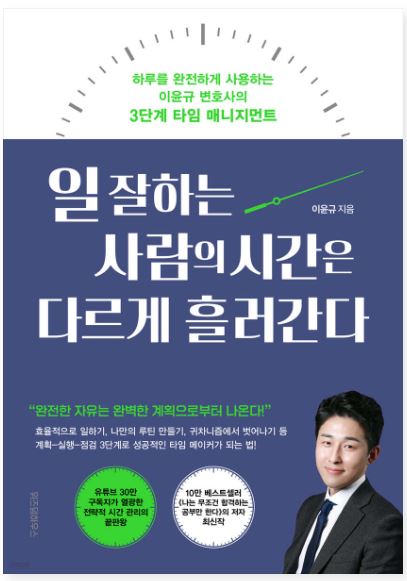 하루를 완전하게 사용하는
이윤규 변호사의
3단계 타임 매니지먼트
일 잘하는
이윤규 지음
사람의 시간은
다르게 흘러간다
“완전한 자유는 완벽한 계획으로부터 나온다!”
효율적으로 일하기, 나만의 루틴 만들기, 귀차니즘에서 벗어나기 등
계획–실행–점검 3단계로 성공적인 타임 메이커가 되는 법!
유튜브 30만
구독자가 열광한
전략적 시간 관리의
끝판왕
10만 베스트셀러
《나는 무조건 합격하는
공부만 한다》의 저자
최신작
위즈덤하우스